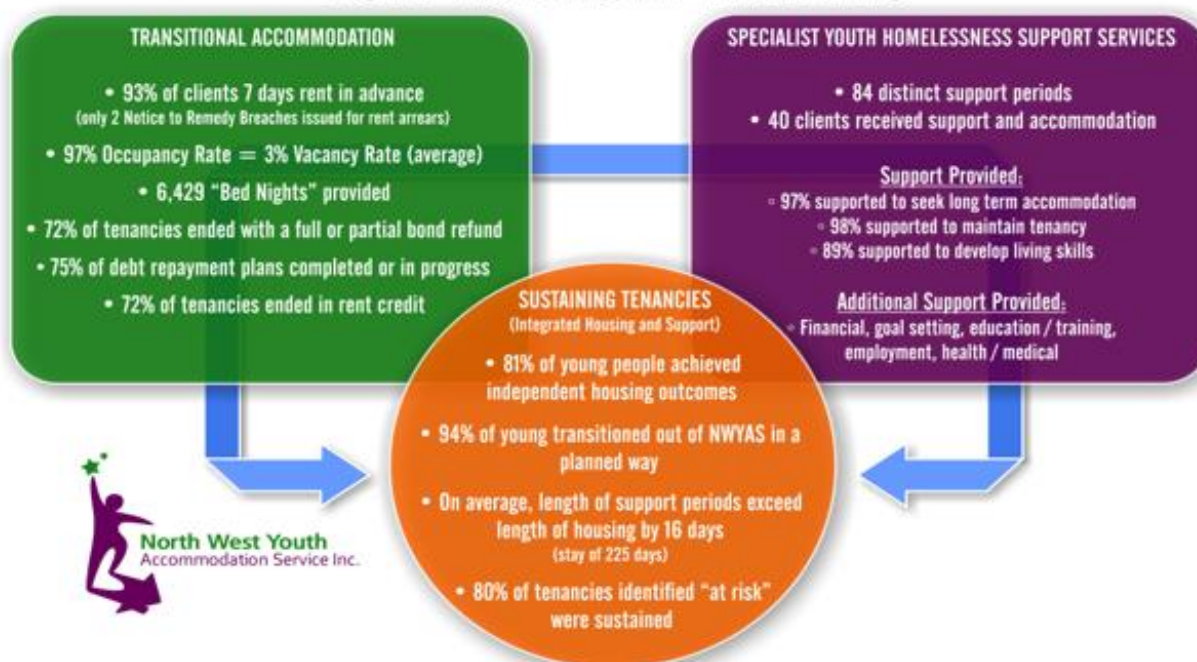 TRANSITIONAL ACCOMMODATION
• 93% of clients 7 days rent in advance
(only 2 Notice to Remedy Breaches issued for rent arrears)
• 97% Occupancy Rate = 3% Vacancy Rate (average)
• 6,429 “Bed Nights” provided
• 72% of tenancies ended with a full or partial bond refund
• 75% of debt repayment plans completed or in progress
• 72% of tenancies ended in rent credit
SPECIALIST YOUTH HOMELESSNESS SUPPORT SERVICES
• 84 distinct support periods
• 40 clients received support and accommodation
Support Provided:
◦ 97% supported to seek long term accommodation
◦ 98% supported to maintain tenancy
◦ 89% supported to develop living skills
Additional Support Provided:
◦ Financial, goal setting, education / training,
employment, health / medical
SUSTAINING TENANCIES
(Integrated Housing and Support)
• 81% of young people achieved
independent housing outcomes
• 94% of young transitioned out of NWYAS in a
planned way
• On average, length of support periods exceed
length of housing by 16 days
(stay of 225 days)
• 80% of tenancies identified “at risk”
were sustained
North West Youth
Accommodation Service Inc.